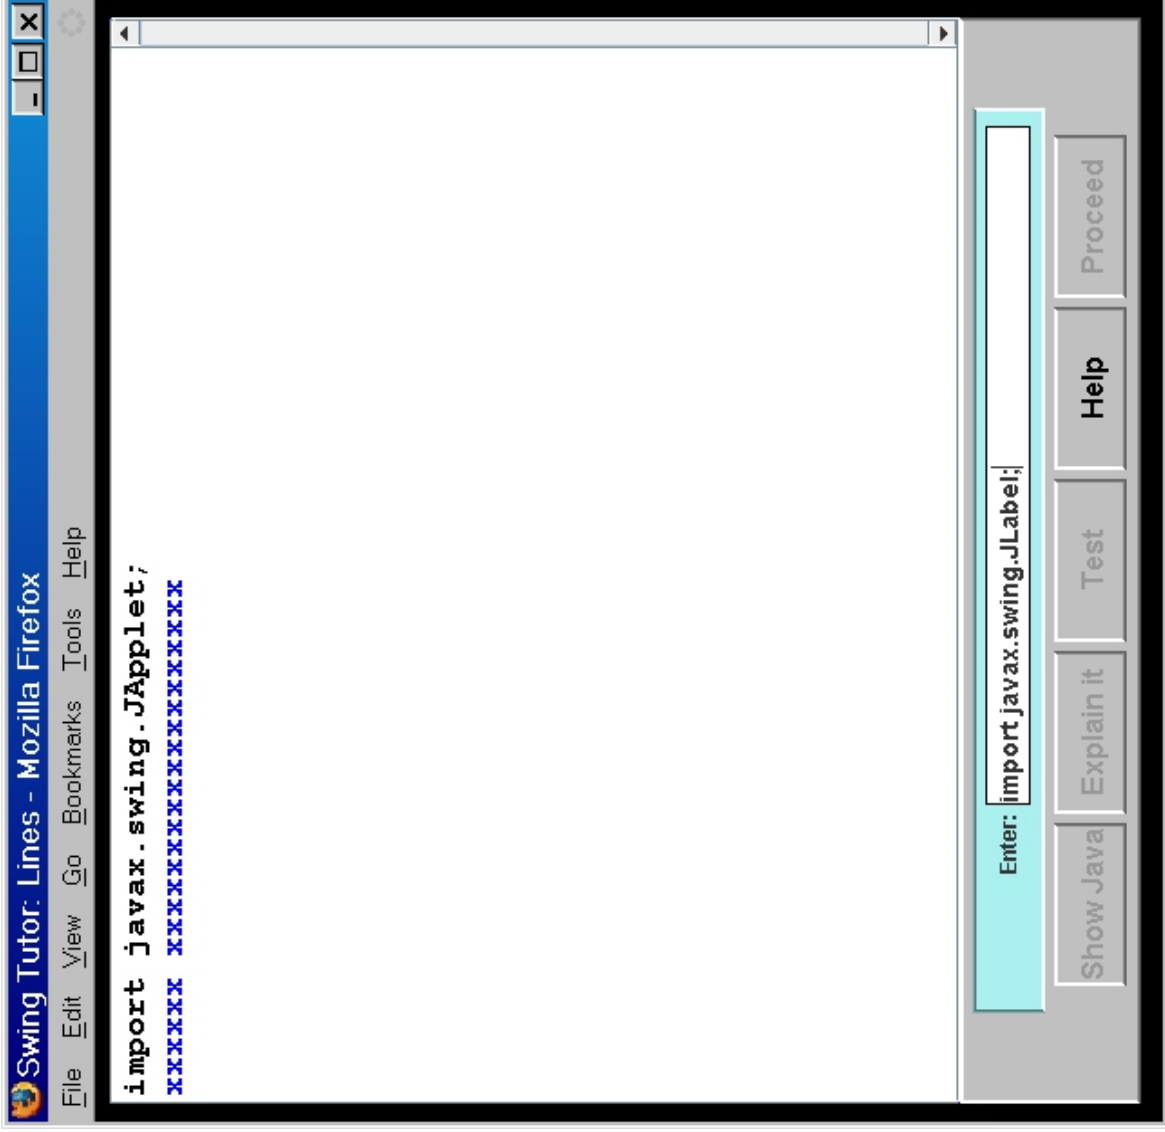 Swing Tutor: Lines - Mozilla Firefox
File Edit View Go Bookmarks Tools Help
import javax.swing.JApplet;
xxxxxx xxxxxxxxxxxxxxxxxxxx
Enter: import javax.swing.JLabel;
Show Java Explain it Test Help Proceed